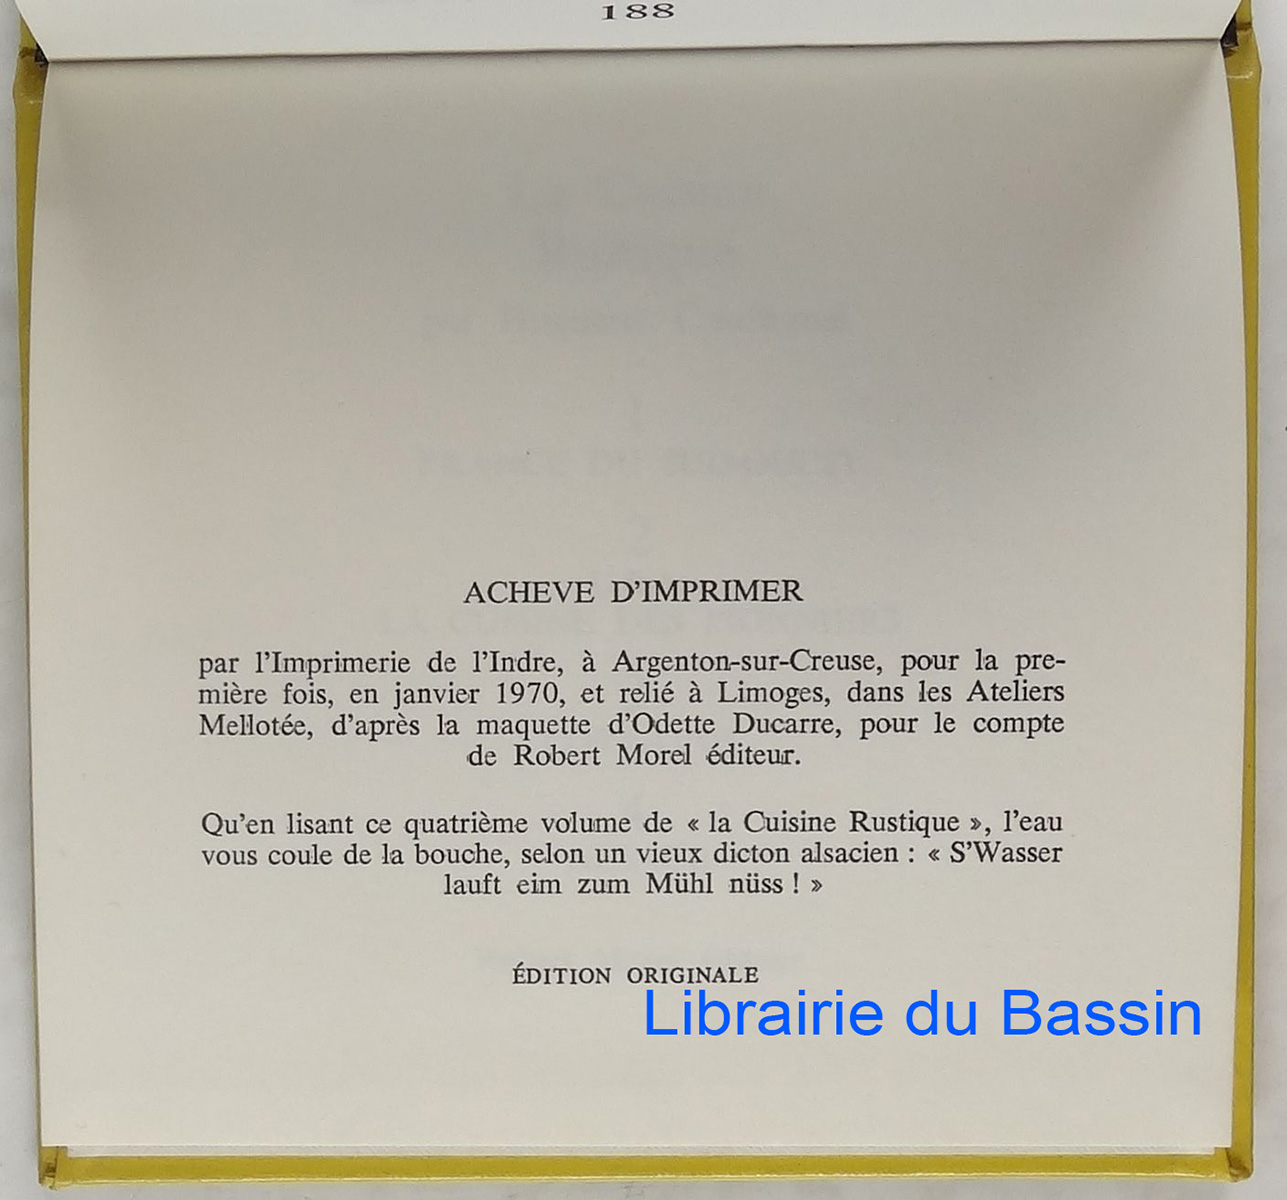 188
ACHEVE D'IMPRIMER
par l'Imprimerie de l'Indre, à Argenton-sur-Creuse, pour la pre-
mière fois, en janvier 1970, et relié à Limoges, dans les Ateliers
Mellotée, d'après la maquette d'Odette Ducarre, pour le compte
de Robert Morel éditeur.
Qu'en lisant ce quatrième volume de « la Cuisine Rustique », l'eau
vous coule de la bouche, selon un vieux dicton alsacien : « S'Wasser
lauft eim zum Mühl nüss ! »
ÉDITION ORIGINALE
Librairie du Bassin